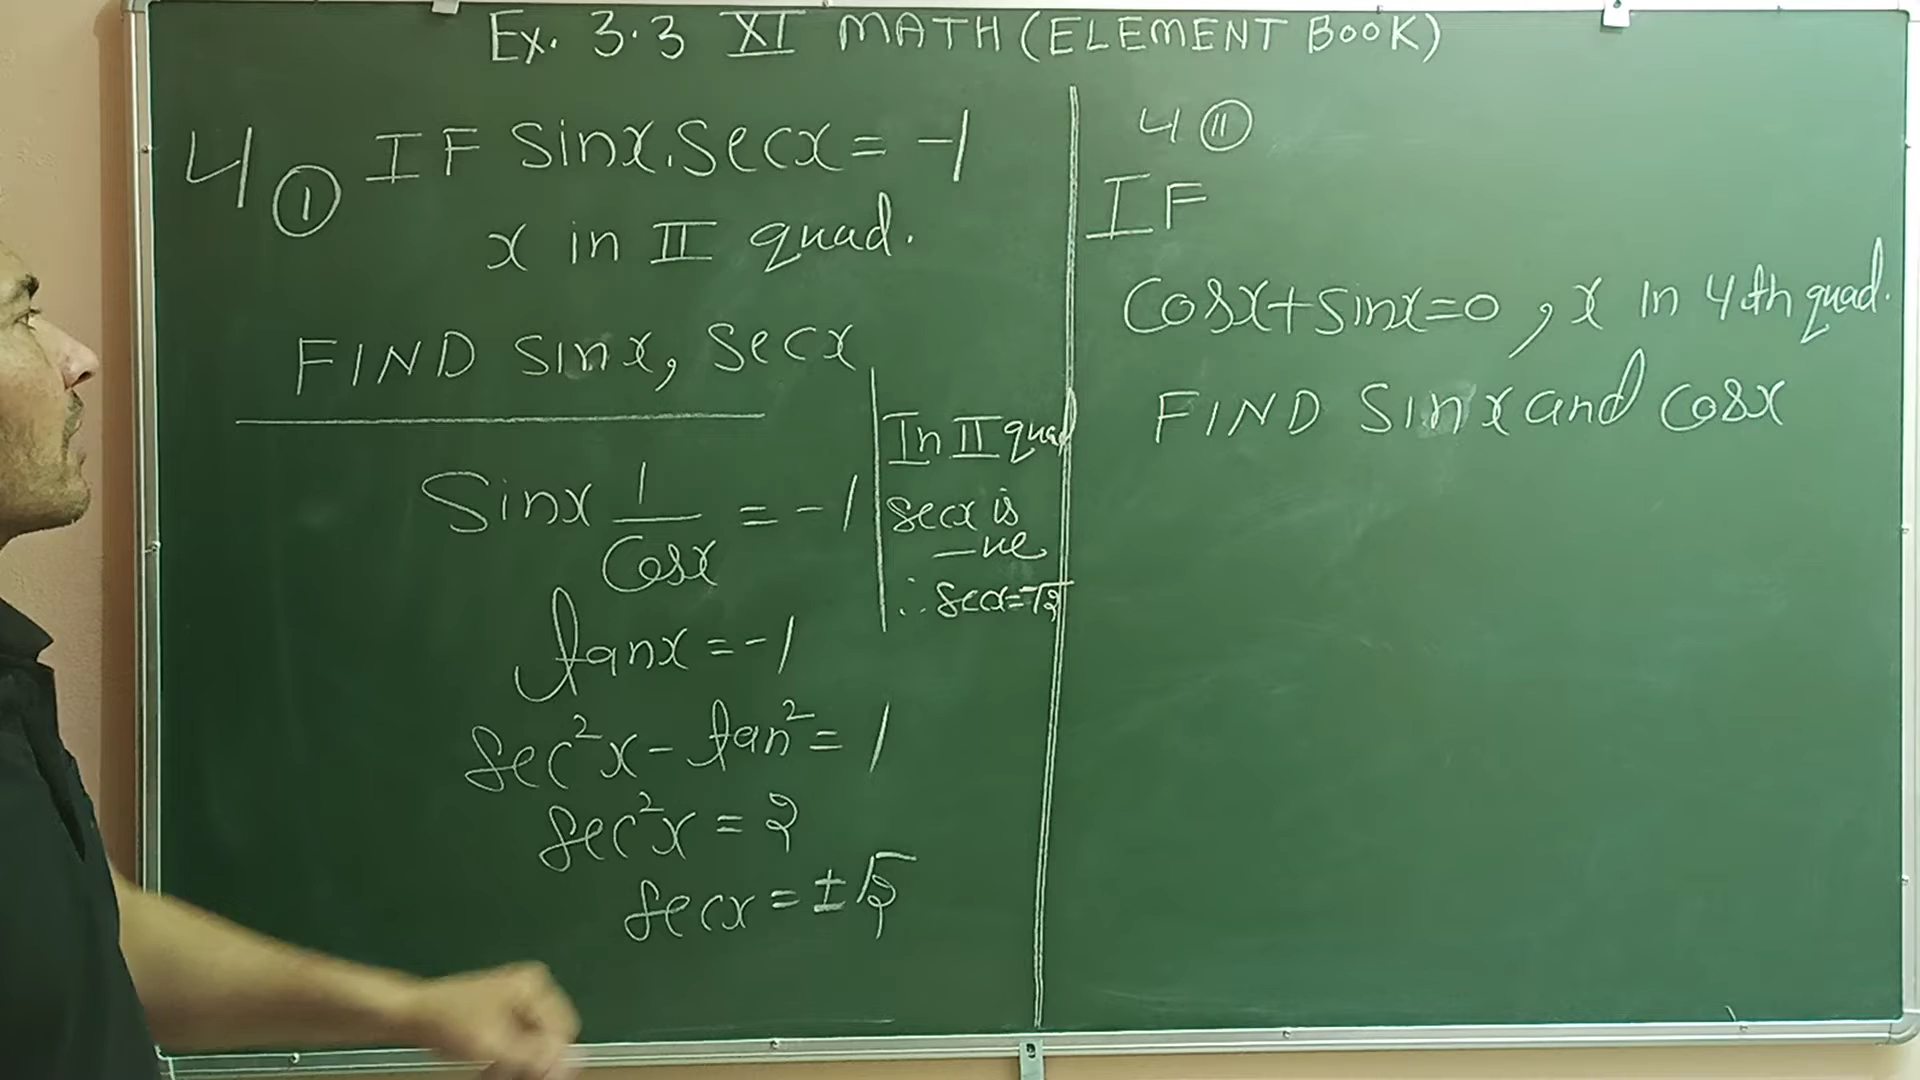 Ex. 3.3 XI MATH (ELEMENT BOOK)
4 (i) IF Sinx.Secx = -1
x in II quad.
FIND Sinx, Secx
Sinx 1/Cosx = -1
tanx = -1
Sec²x - tan² = 1
Sec²x = 2
Secx = ±√2
In II quad
Secx is
-ve
∴ Secx = -√2
4 (ii)
IF
Cosx+Sinx=0, x in 4th quad.
FIND Sinx and Cosx